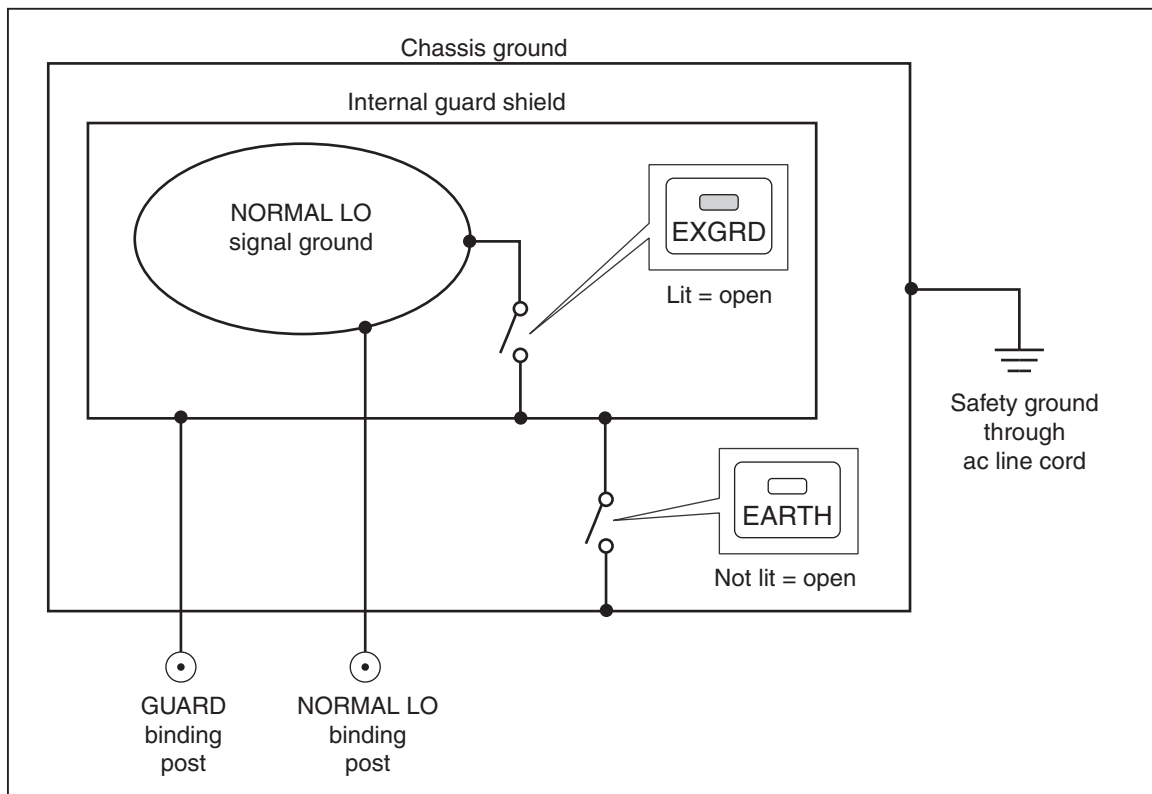 Chassis ground
Internal guard shield
NORMAL LO
signal ground
EXGRD
Lit = open
Safety ground
through
ac line cord
EARTH
Not lit = open
GUARD
binding
post
NORMAL LO
binding
post